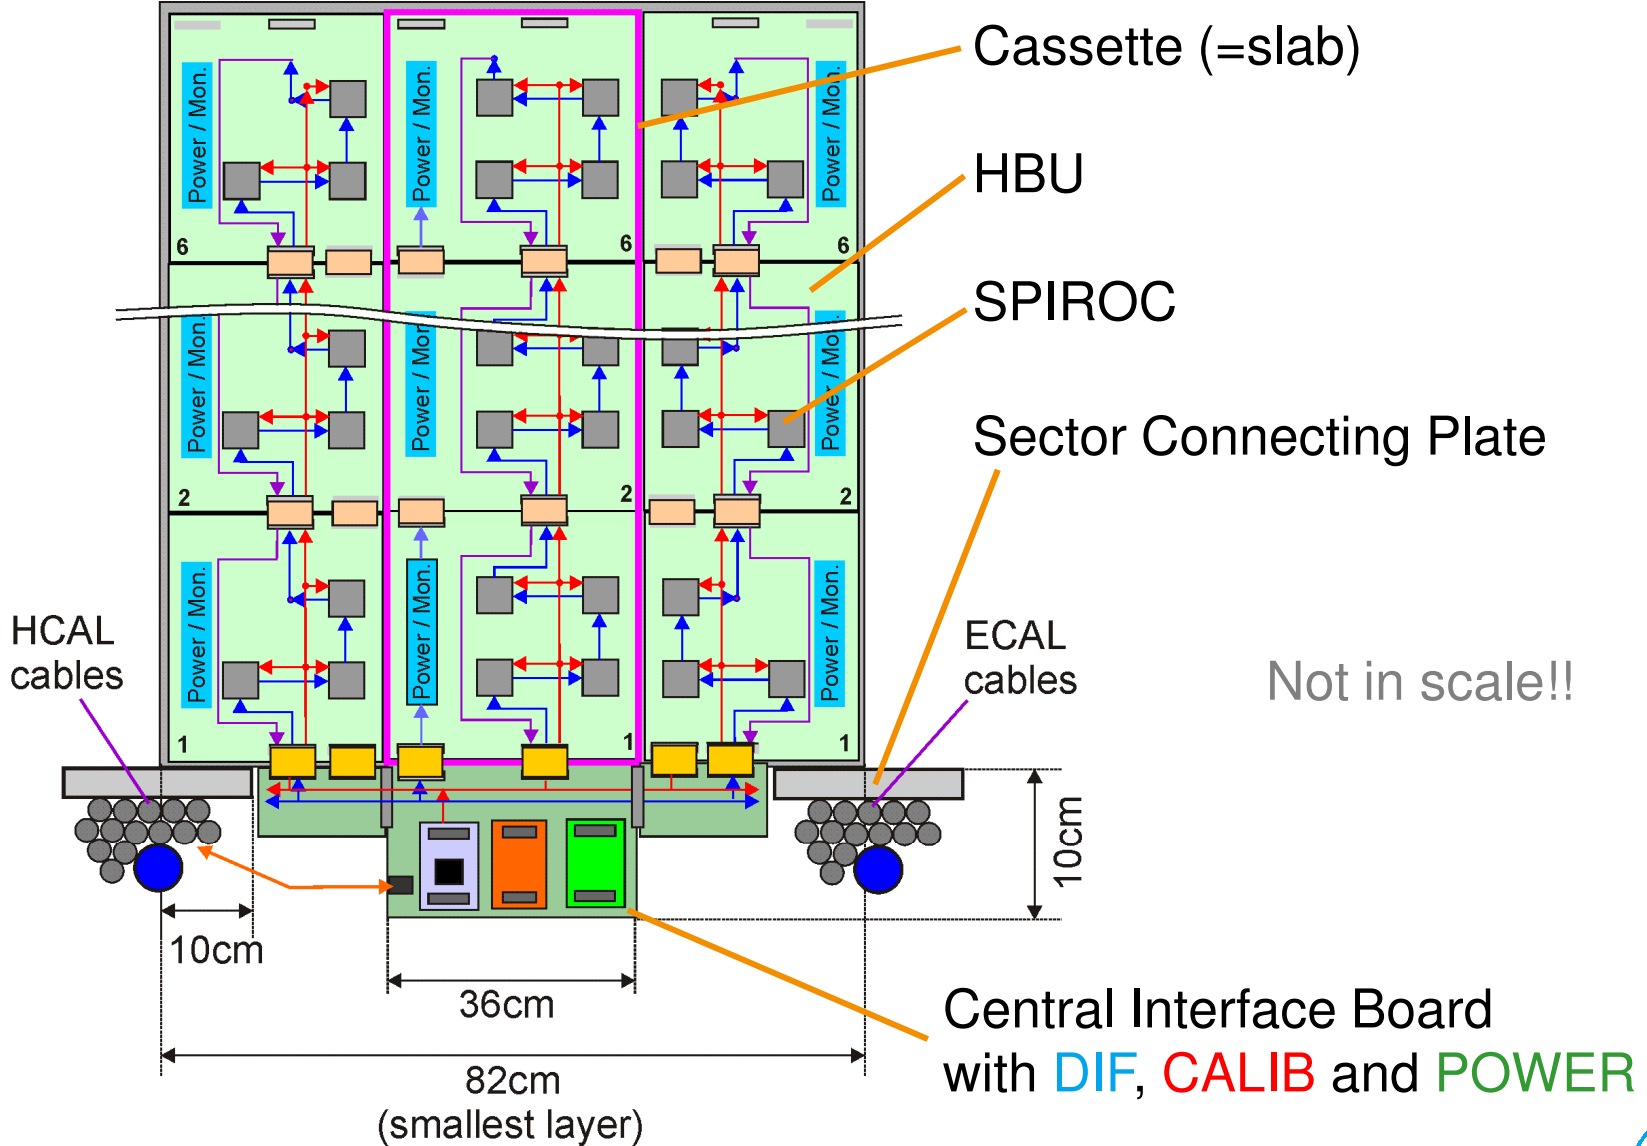 Cassette (=slab)
HBU
SPIROC
Sector Connecting Plate
Power / Mon.
Power / Mon.
Power / Mon.
6
6
6
Power / Mon.
Power / Mon.
Power / Mon.
2
2
2
Power / Mon.
Power / Mon.
Power / Mon.
1
1
1
HCAL
cables
ECAL
cables
Not in scale!!
10cm
10cm
36cm
82cm
(smallest layer)
Central Interface Board
with DIF, CALIB and POWER